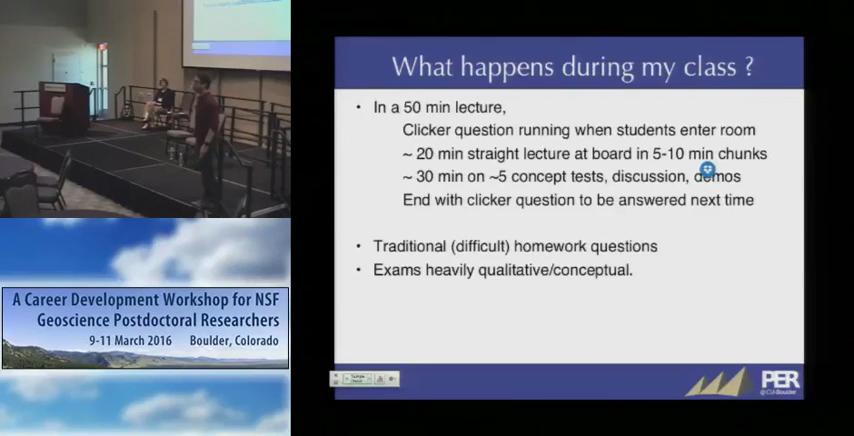 What happens during my class ?
• In a 50 min lecture,
Clicker question running when students enter room
~ 20 min straight lecture at board in 5-10 min chunks
~ 30 min on ~5 concept tests, discussion, demos
End with clicker question to be answered next time
• Traditional (difficult) homework questions
• Exams heavily qualitative/conceptual.
A Career Development Workshop for NSF
Geoscience Postdoctoral Researchers
9-11 March 2016 Boulder, Colorado
PER
@CU-Boulder